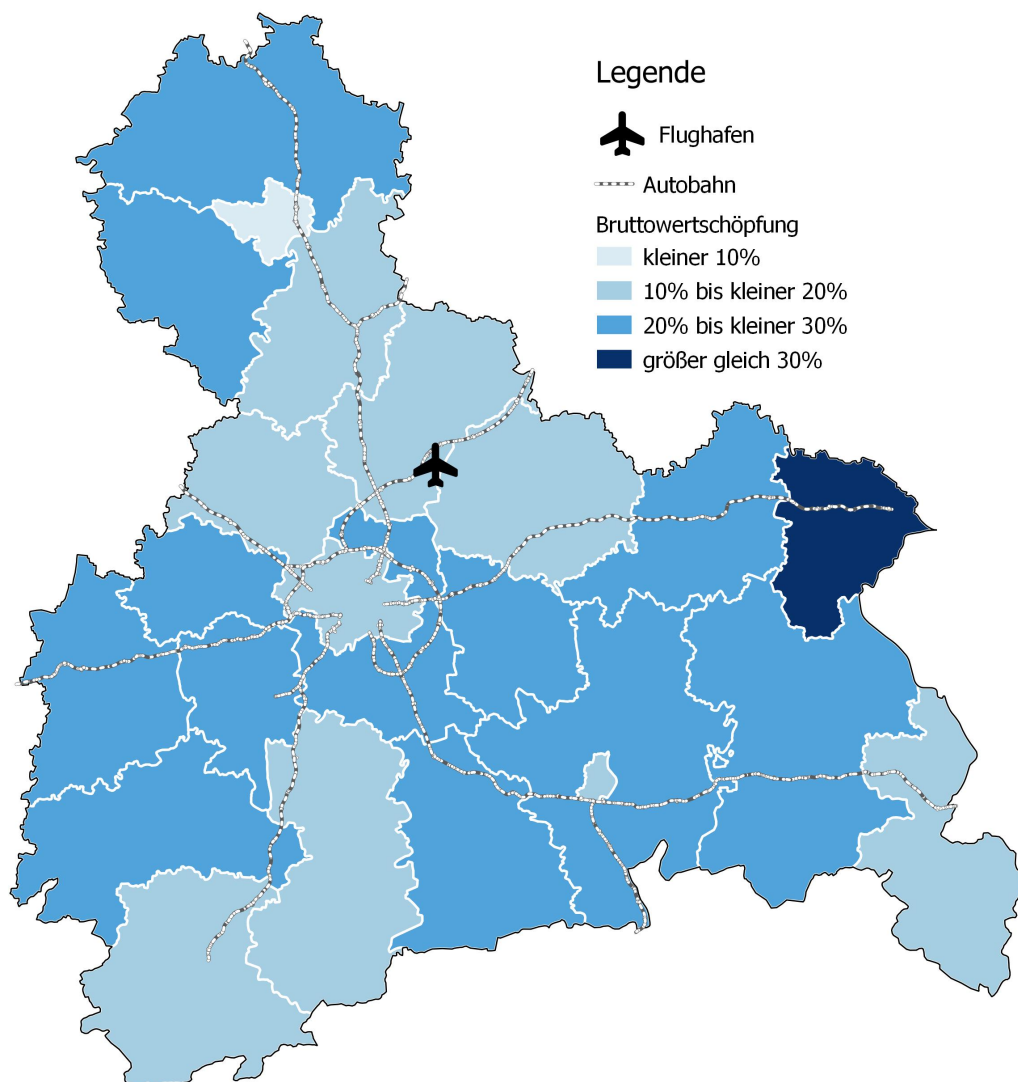 Legende
Flughafen
Autobahn
Bruttowertschöpfung
kleiner 10%
10% bis kleiner 20%
20% bis kleiner 30%
größer gleich 30%